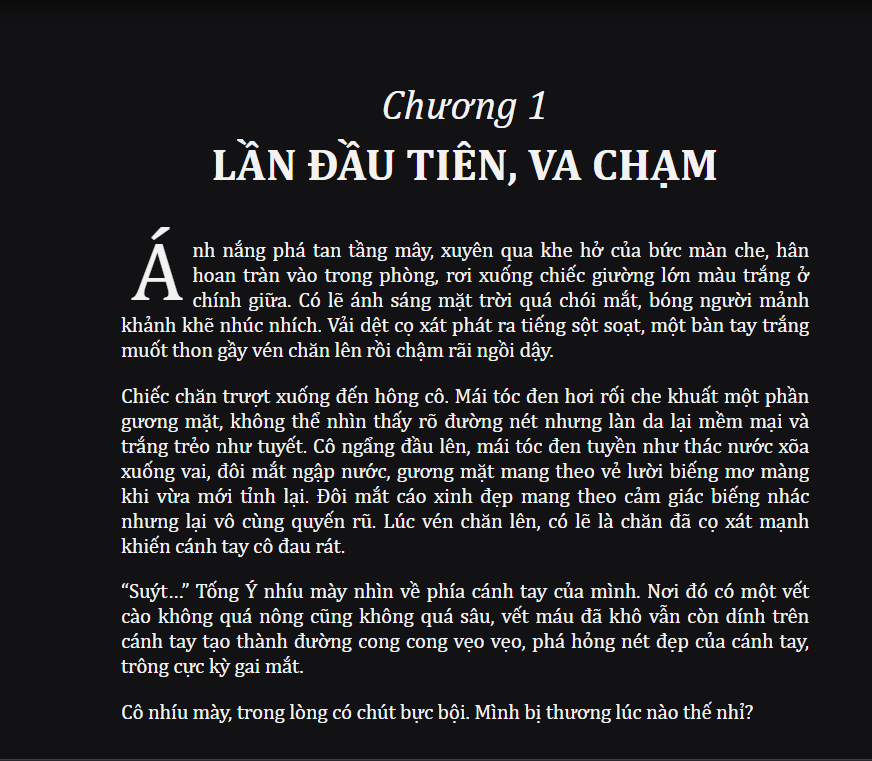 Chương 1
LẦN ĐẦU TIÊN, VA CHẠM
Ánh nắng phá tan tầng mây, xuyên qua khe hở của bức màn che, hân
hoan tràn vào trong phòng, rơi xuống chiếc giường lớn màu trắng ở
chính giữa. Có lẽ ánh sáng mặt trời quá chói mắt, bóng người mảnh
khảnh khẽ nhúc nhích. Vải dệt cọ xát phát ra tiếng sột soạt, một bàn tay trắng
muốt thon gầy vén chăn lên rồi chậm rãi ngồi dậy.
Chiếc chăn trượt xuống đến hông cô. Mái tóc đen hơi rối che khuất một phần
gương mặt, không thể nhìn thấy rõ đường nét nhưng làn da lại mềm mại và
trắng trẻo như tuyết. Cô ngẩng đầu lên, mái tóc đen tuyền như thác nước xõa
xuống vai, đôi mắt ngập nước, gương mặt mang theo vẻ lười biếng mơ màng
khi vừa mới tỉnh lại. Đôi mắt cáo xinh đẹp mang theo cảm giác biếng nhác
nhưng lại vô cùng quyến rũ. Lúc vén chăn lên, có lẽ là chăn đã cọ xát mạnh
khiến cánh tay cô đau rát.
“Suýt...” Tống Ý nhíu mày nhìn về phía cánh tay của mình. Nơi đó có một vết
cào không quá nông cũng không quá sâu, vết máu đã khô vẫn còn dính trên
cánh tay tạo thành đường cong cong vẹo vẹo, phá hỏng nét đẹp của cánh tay,
trông cực kỳ gai mắt.
Cô nhíu mày, trong lòng có chút bực bội. Mình bị thương lúc nào thế nhỉ?